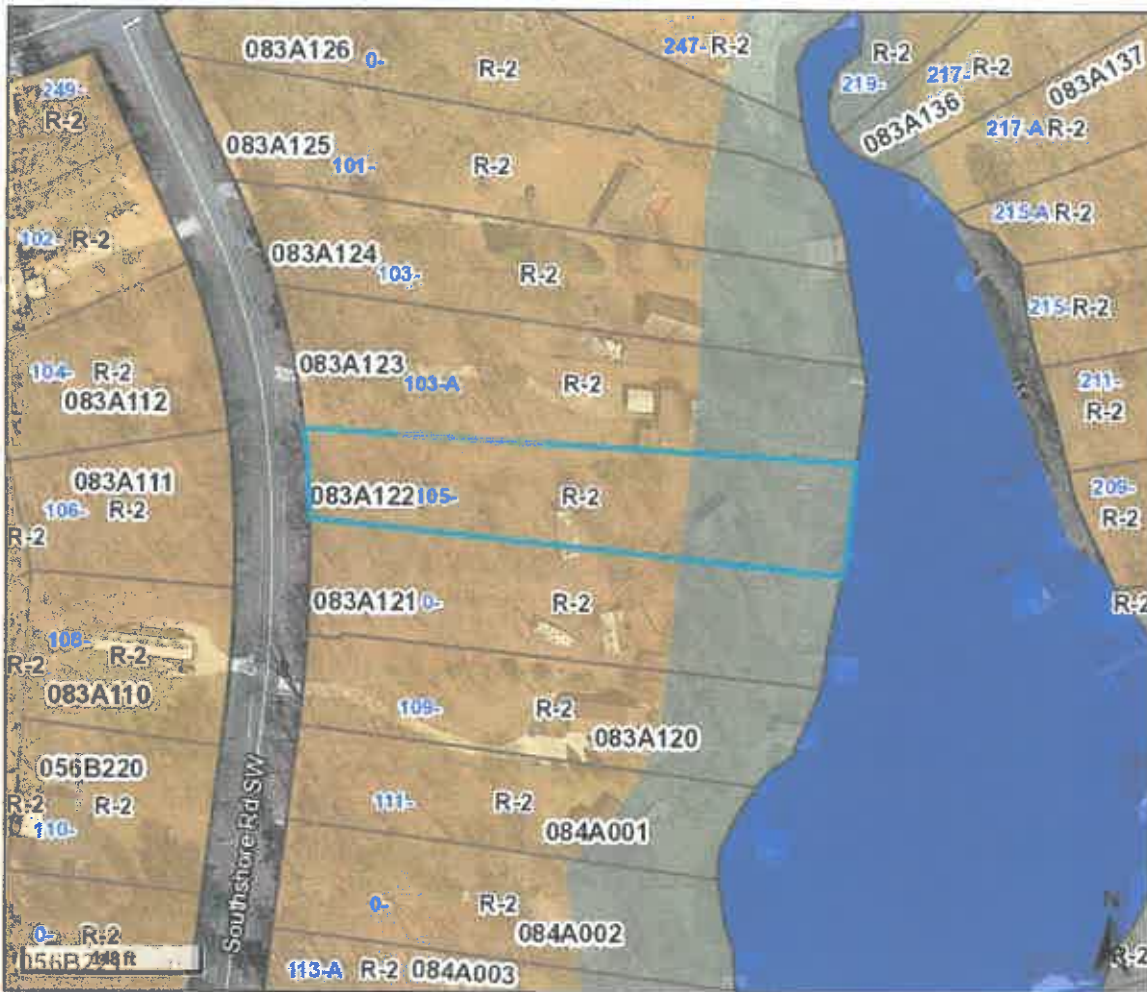 083A126 0- R-2 247- R-2 R-2
219- 217- R-2 083A137
249-
R-2
083A136
217-A R-2
083A125 101- R-2
102- R-2
215-A R-2
083A124 103- R-2
215- R-2
083A123 103-A R-2
104- R-2
083A112
211-
R-2
083A111
106- R-2
R-2
083A122 105- R-2
R-2
083A121 0- R-2
R-2
108- R-2
R-2
083A110
109- R-2
083A120
056B220
R-2 R-2
110-
111- R-2
084A001
Southshore Rd SW
0- R-2
084A002
0- R-2
148 ft
113-A R-2 084A003
N
R-2